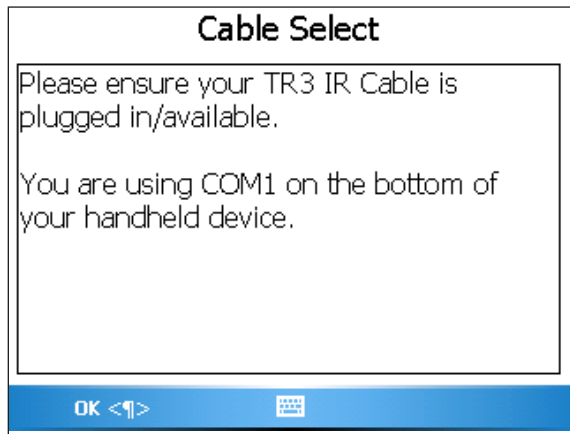 Cable Select
Please ensure your TR3 IR Cable is
plugged in/available.
You are using COM1 on the bottom of
your handheld device.
OK <¶>